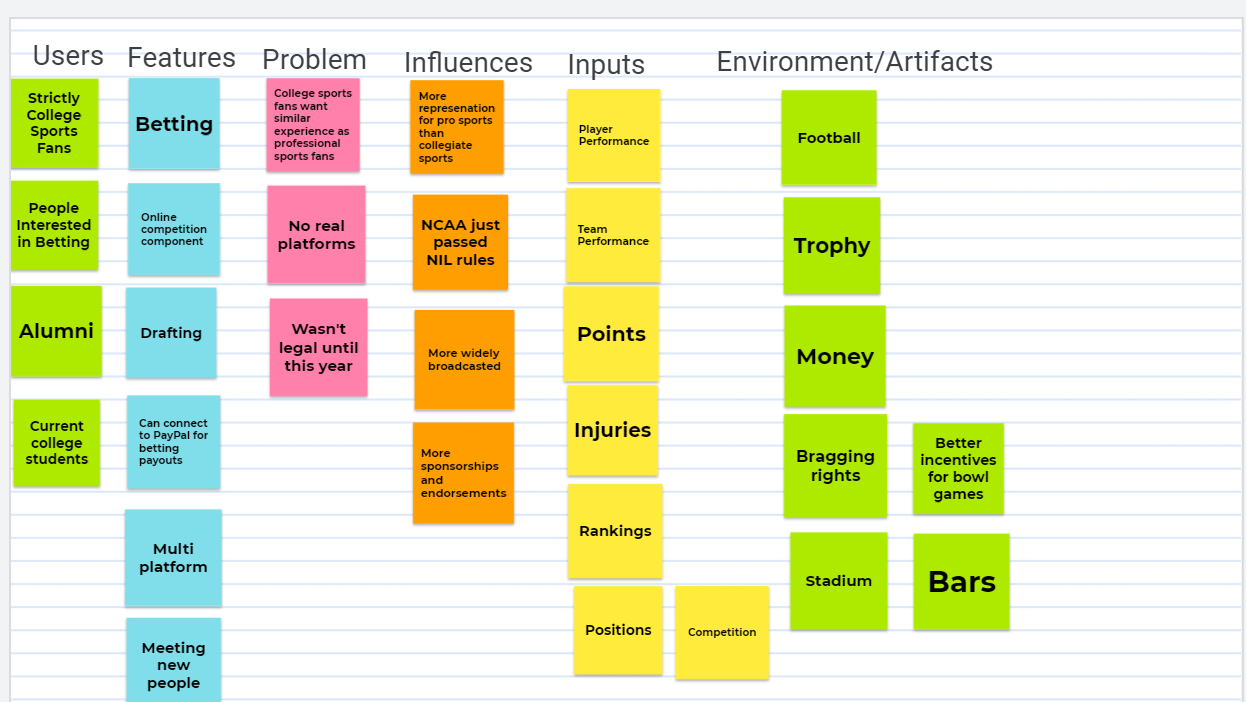 Users
Features
Problem
Influences
Inputs
Environment/Artifacts
Strictly
College
Sports
Fans
People
Interested
in Betting
Alumni
Current
college
students
Betting
Online
competition
component
Drafting
Can connect
to PayPal for
betting
payouts
Multi
platform
Meeting
new
people
College sports
fans want
similar
experience as
professional
sports fans
No real
platforms
Wasn't
legal until
this year
More
represenation
for pro sports
than
collegiate
sports
NCAA just
passed
NIL rules
More widely
broadcasted
More
sponsorships
and
endorsements
Player
Performance
Team
Performance
Points
Injuries
Rankings
Positions
Competition
Football
Trophy
Money
Bragging
rights
Better
incentives
for bowl
games
Stadium
Bars